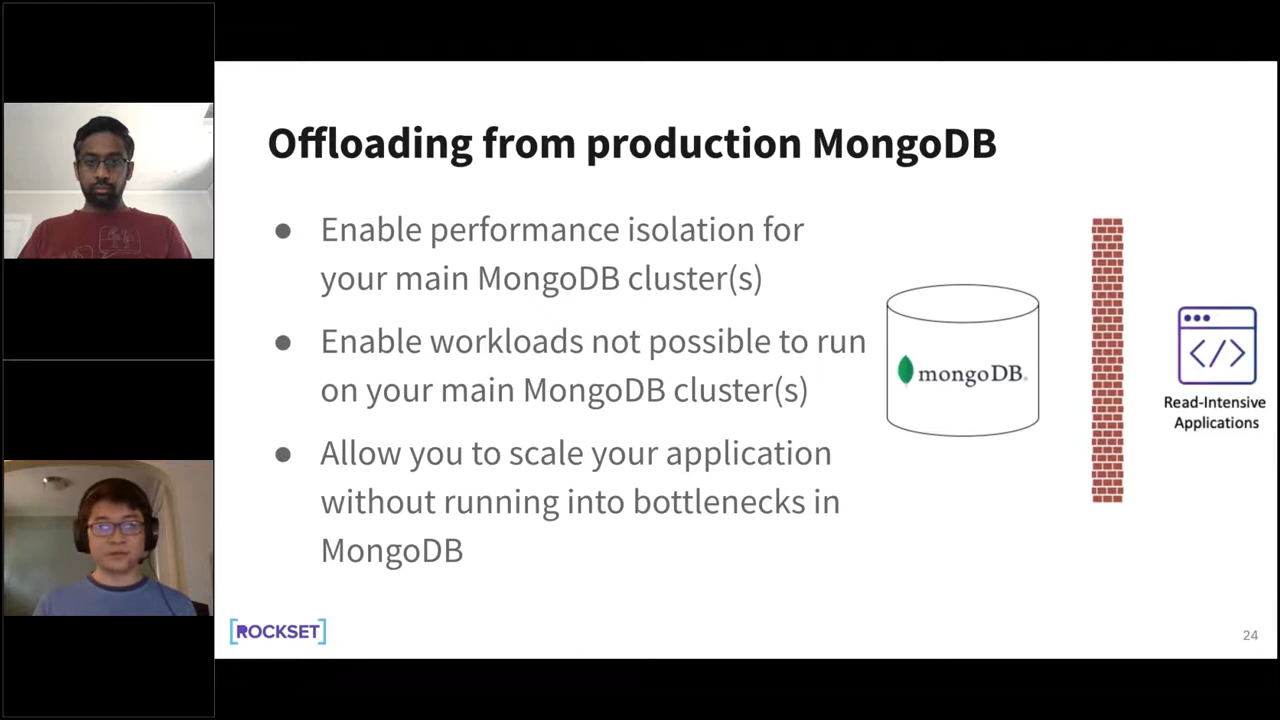 Offloading from production MongoDB
● Enable performance isolation for
your main MongoDB cluster(s)
● Enable workloads not possible to run
on your main MongoDB cluster(s)
● Allow you to scale your application
without running into bottlenecks in
MongoDB
mongoDB.
</>
Read-Intensive
Applications
[ROCKSET]
24